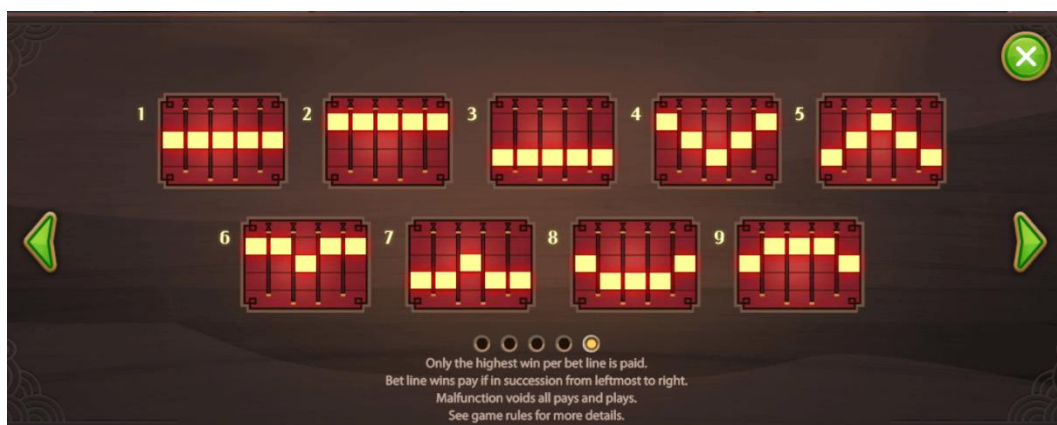 1 2 3 4 5
6 7 8 9
Only the highest win per bet line is paid.
Bet line wins pay if in succession from leftmost to right.
Malfunction voids all pays and plays.
See game rules for more details.